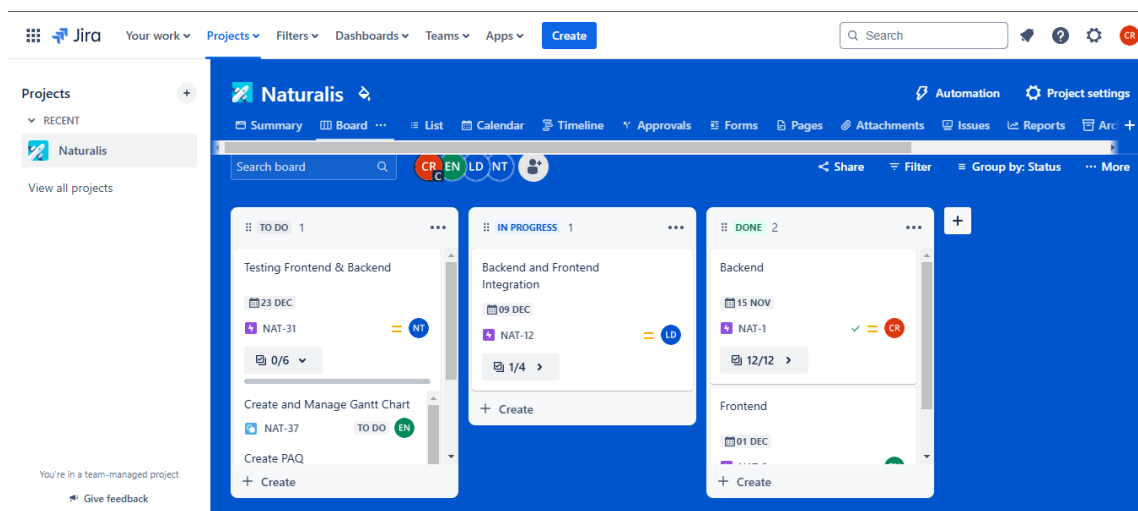 Jira Your work Projects Filters Dashboards Teams Apps Create Search CR
Projects +
RECENT
Naturalis
View all projects
You're in a team-managed project
Give feedback
Naturalis Automation Project settings
Summary Board ... List Calendar Timeline Approvals Forms Pages Attachments Issues Reports Arc +
Search board CR C EN LD NT Share Filter Group by: Status ... More
TO DO 1 ...
Testing Frontend & Backend
23 DEC
NAT-31 NT
0/6
Create and Manage Gantt Chart
NAT-37 TO DO EN
Create PAQ
+ Create
IN PROGRESS 1 ...
Backend and Frontend
Integration
09 DEC
NAT-12 LD
1/4
+ Create
DONE 2 ...
Backend
15 NOV
NAT-1 CR
12/12
Frontend
01 DEC
+ Create
+